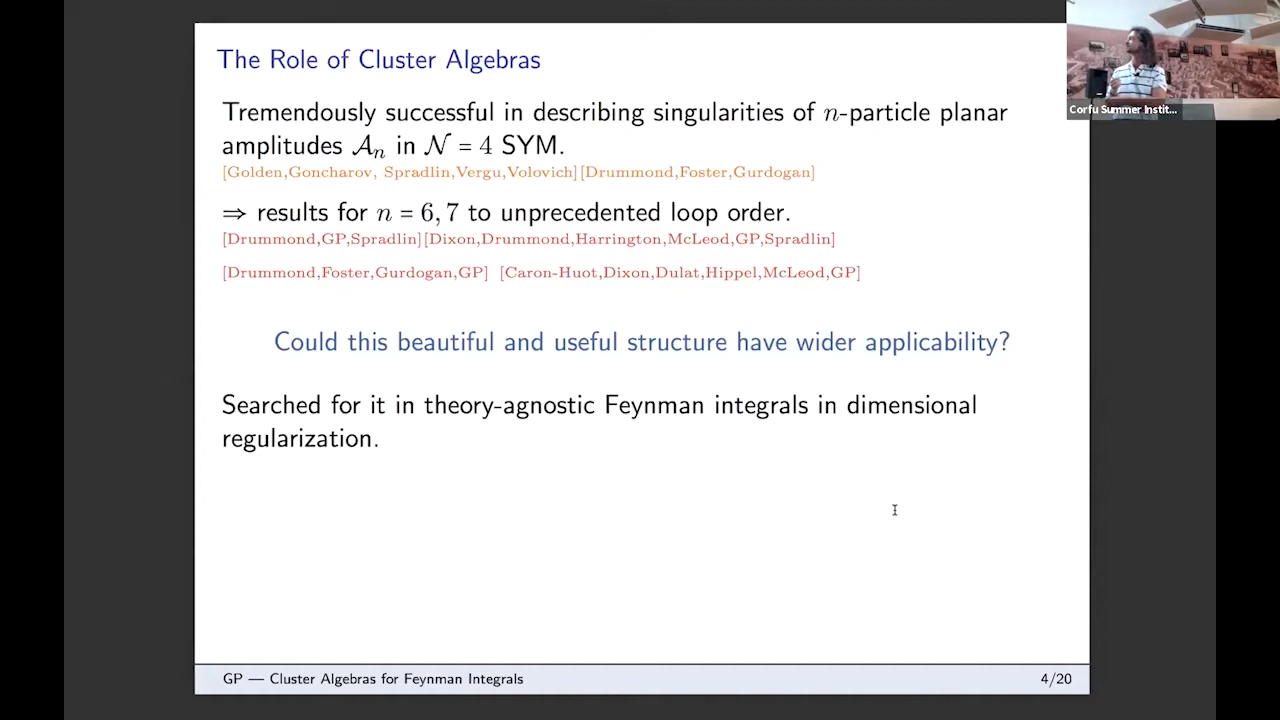 The Role of Cluster Algebras
Tremendously successful in describing singularities of n-particle planar
amplitudes 𝒜ₙ in 𝒩 = 4 SYM.
[Golden,Goncharov, Spradlin,Vergu,Volovich][Drummond,Foster,Gurdogan]
⇒ results for n = 6, 7 to unprecedented loop order.
[Drummond,GP,Spradlin][Dixon,Drummond,Harrington,McLeod,GP,Spradlin]
[Drummond,Foster,Gurdogan,GP] [Caron-Huot,Dixon,Dulat,Hippel,McLeod,GP]
Could this beautiful and useful structure have wider applicability?
Searched for it in theory-agnostic Feynman integrals in dimensional
regularization.
GP — Cluster Algebras for Feynman Integrals 4/20
Corfu Summer Instit...